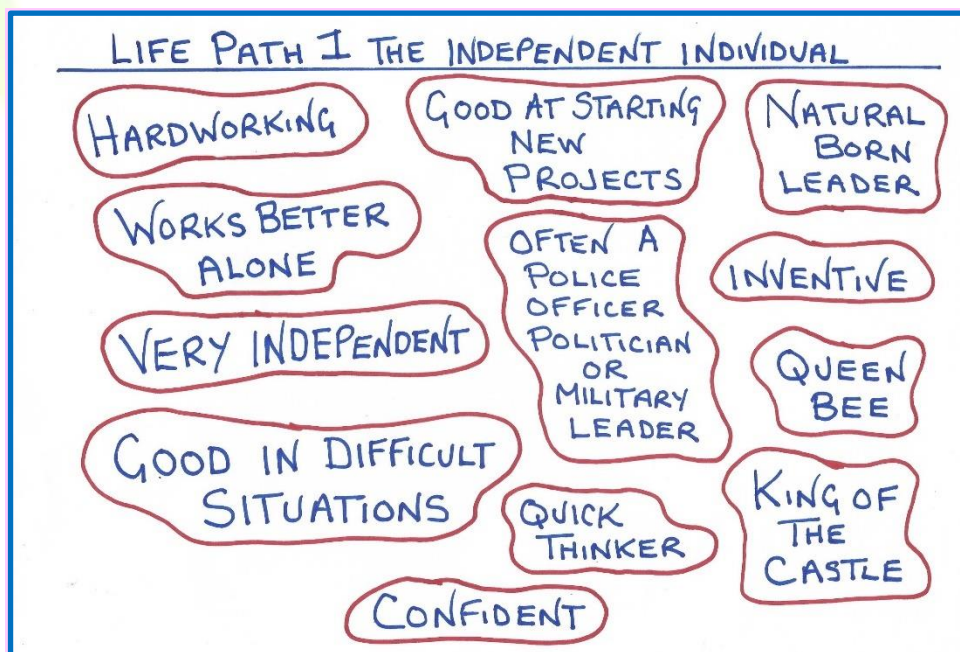 LIFE PATH 1 THE INDEPENDENT INDIVIDUAL
HARDWORKING
GOOD AT STARTING
NEW
PROJECTS
NATURAL
BORN
LEADER
WORKS BETTER
ALONE
OFTEN A
POLICE
OFFICER
POLITICIAN
OR
MILITARY
LEADER
INVENTIVE
VERY INDEPENDENT
QUEEN
BEE
GOOD IN DIFFICULT
SITUATIONS
QUICK
THINKER
KING OF
THE
CASTLE
CONFIDENT